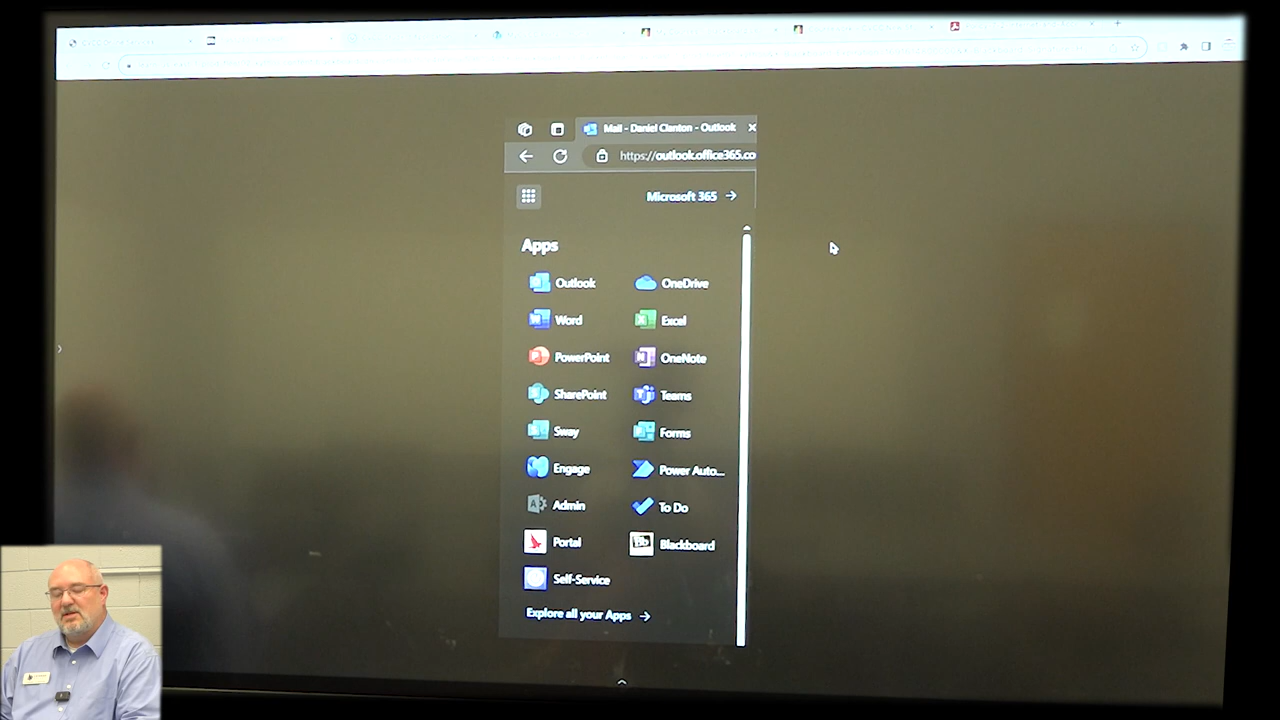 Mail - Daniel Clanton - Outlook
https://outlook.office365.co
Microsoft 365
Apps
Outlook OneDrive
Word Excel
PowerPoint OneNote
SharePoint Teams
Sway Forms
Engage Power Auto...
Admin To Do
Portal Blackboard
Self-Service
Explore all your Apps